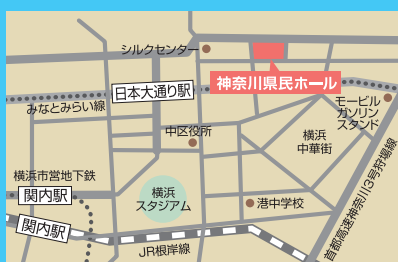 シルクセンター
神奈川県民ホール
日本大通り駅
みなとみらい線
モービル
ガソリン
スタンド
中区役所
横浜
中華街
横浜市営地下鉄
関内駅
横浜
スタジアム
港中学校
関内駅
JR根岸線
首都高速神奈川3号狩場線